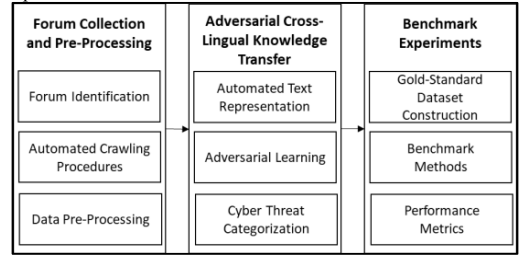 Forum Collection
and Pre-Processing
Forum Identification
Automated Crawling
Procedures
Data Pre-Processing
Adversarial Cross-
Lingual Knowledge
Transfer
Automated Text
Representation
Adversarial Learning
Cyber Threat
Categorization
Benchmark
Experiments
Gold-Standard
Dataset
Construction
Benchmark
Methods
Performance
Metrics